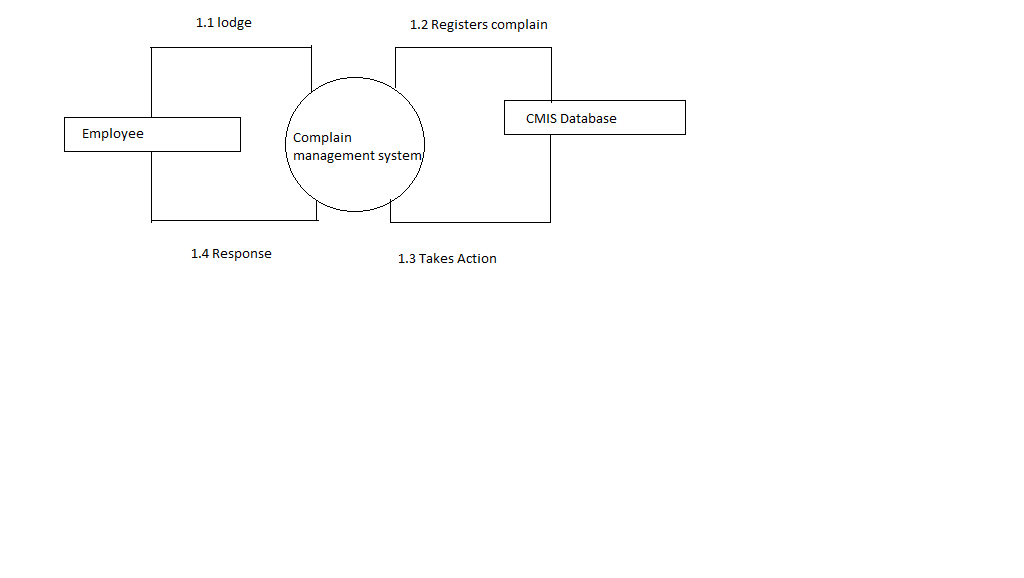 1.1 lodge
1.2 Registers complain
Employee
Complain
management system
CMIS Database
1.4 Response
1.3 Takes Action